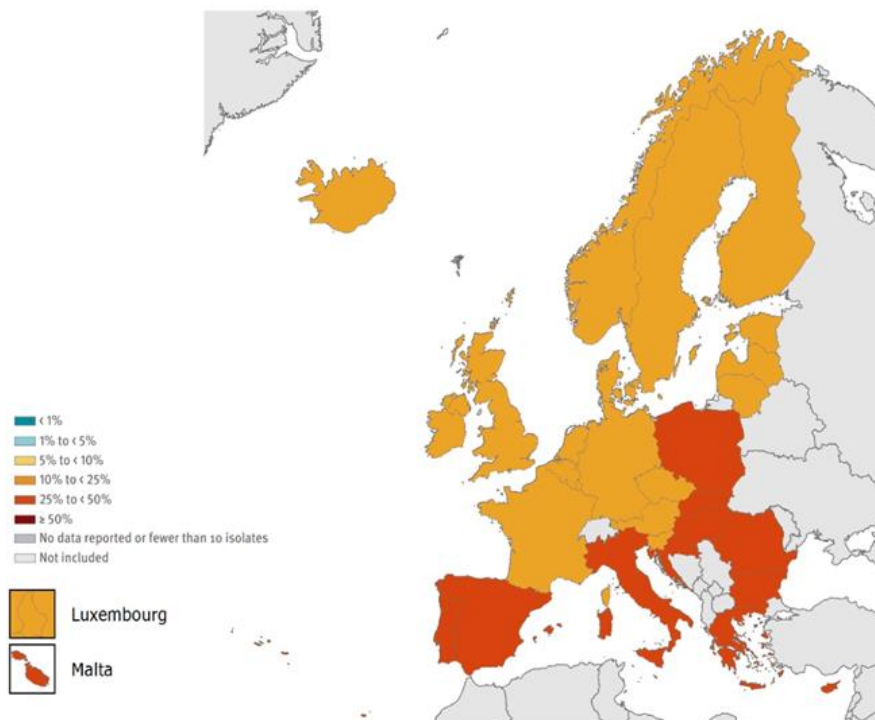 < 1%
1% to < 5%
5% to < 10%
10% to < 25%
25% to < 50%
≥ 50%
No data reported or fewer than 10 isolates
Not included
Luxembourg
Malta